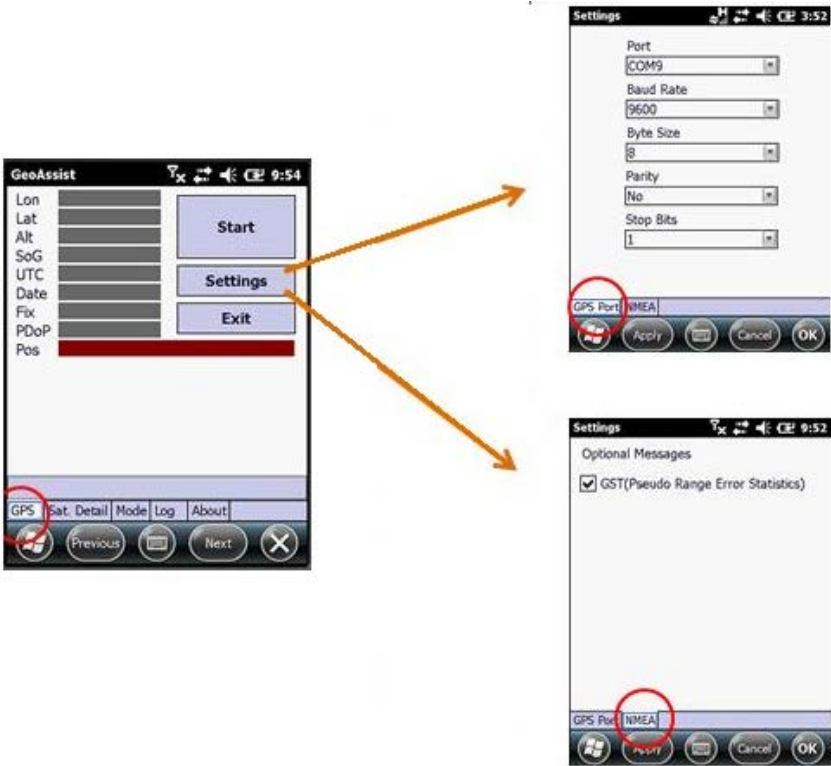 GeoAssist 9:54
Lon
Lat
Start
Alt
SoG
UTC
Settings
Date
Fix
Exit
PDoP
Pos
GPS Sat. Detail Mode Log About
Previous Next
Settings H 3:52
Port
COM9
Baud Rate
9600
Byte Size
8
Parity
No
Stop Bits
1
GPS Port NMEA
Apply Cancel OK
Settings 9:52
Optional Messages
GST(Pseudo Range Error Statistics)
GPS Port NMEA
Apply Cancel OK